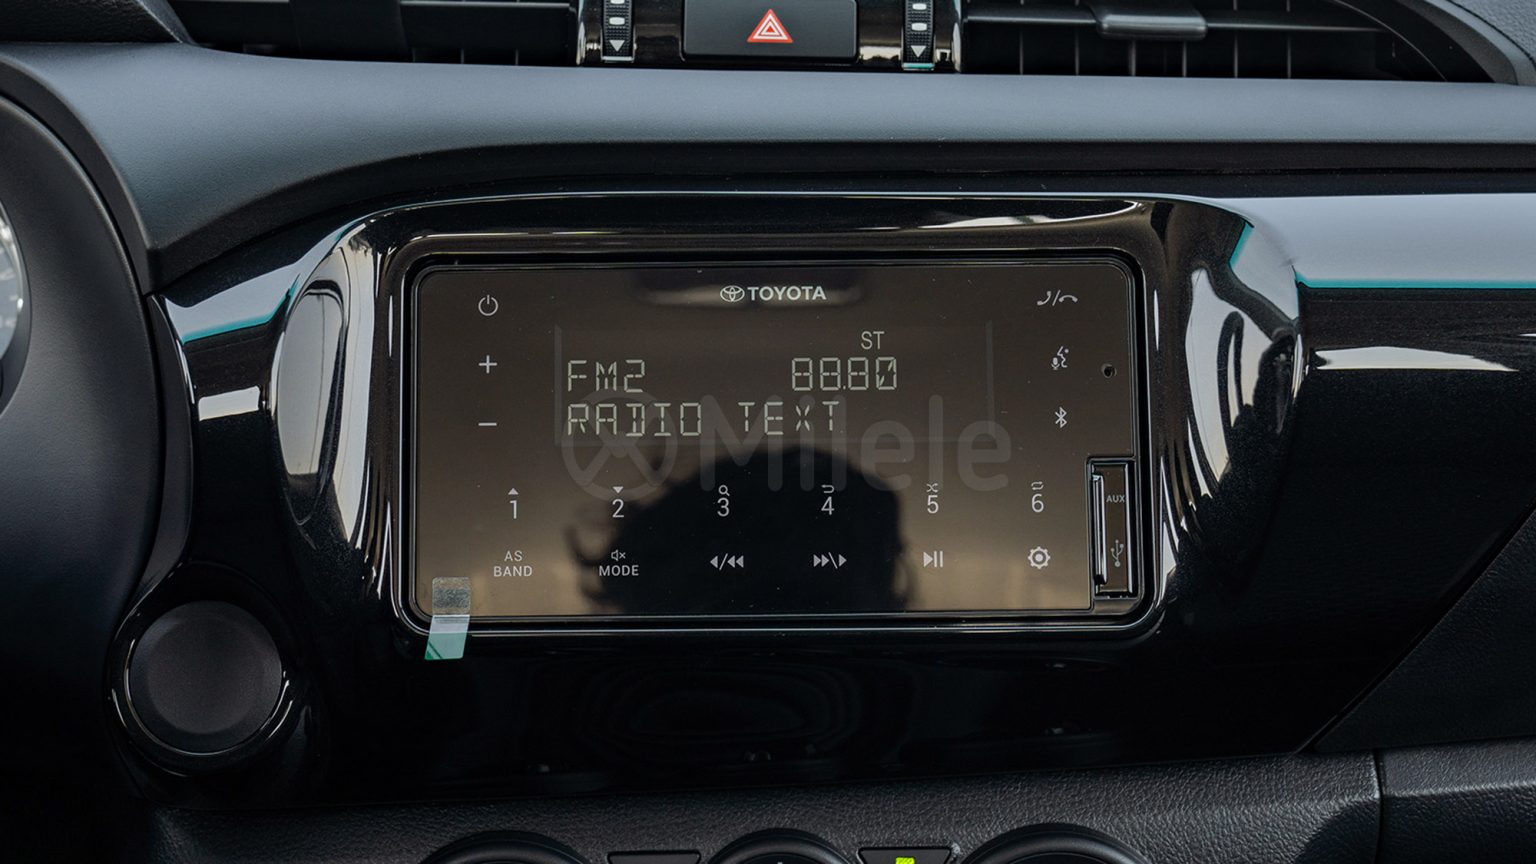 TOYOTA
ST
FM2 88.80
RADIO TEXT
Milele
1 2 3 4 5 6
AUX
AS
BAND
MODE